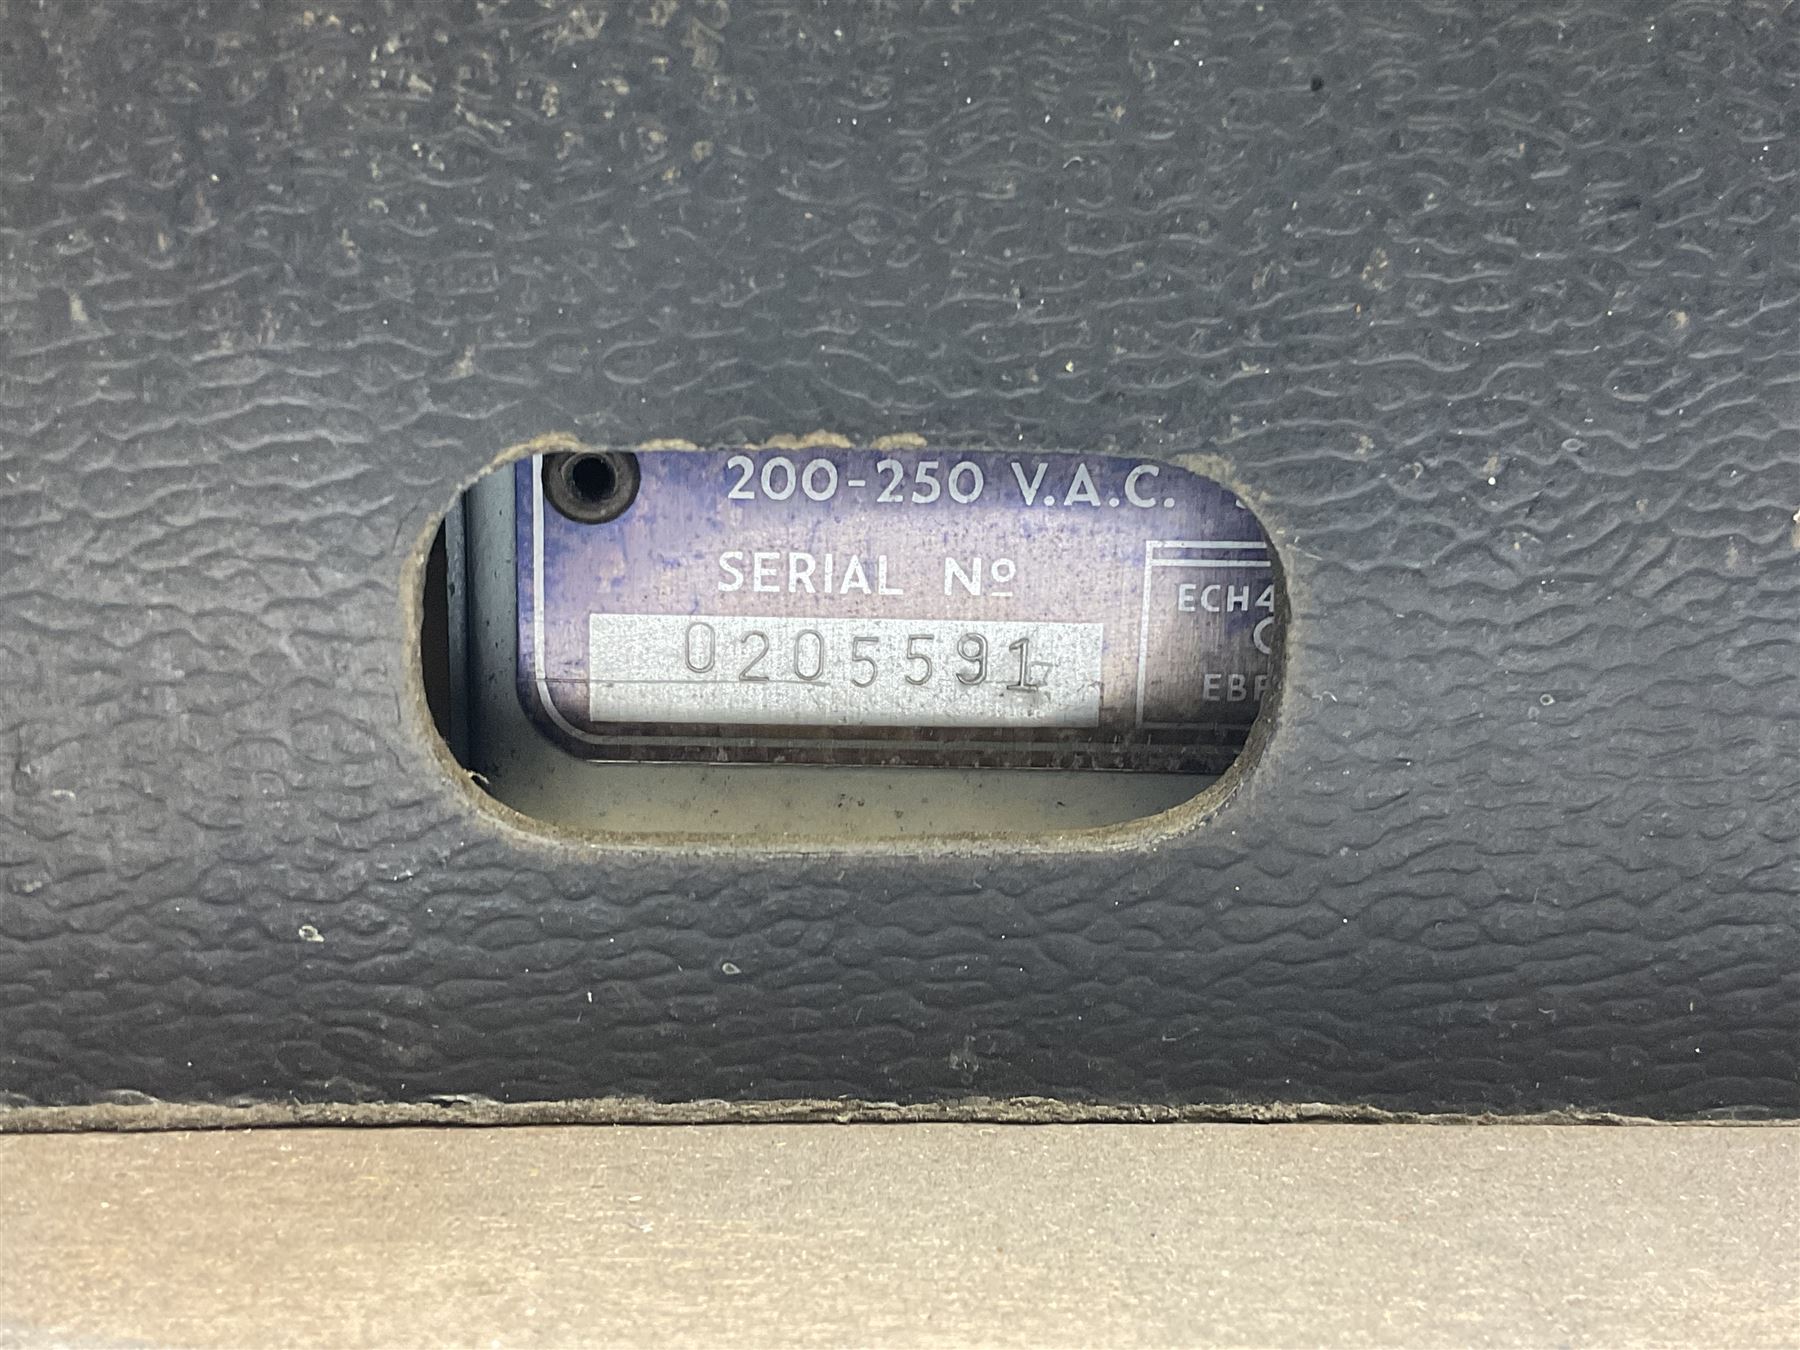 200-250 V.A.C.
SERIAL Nº
ECH4
0205591
EBF